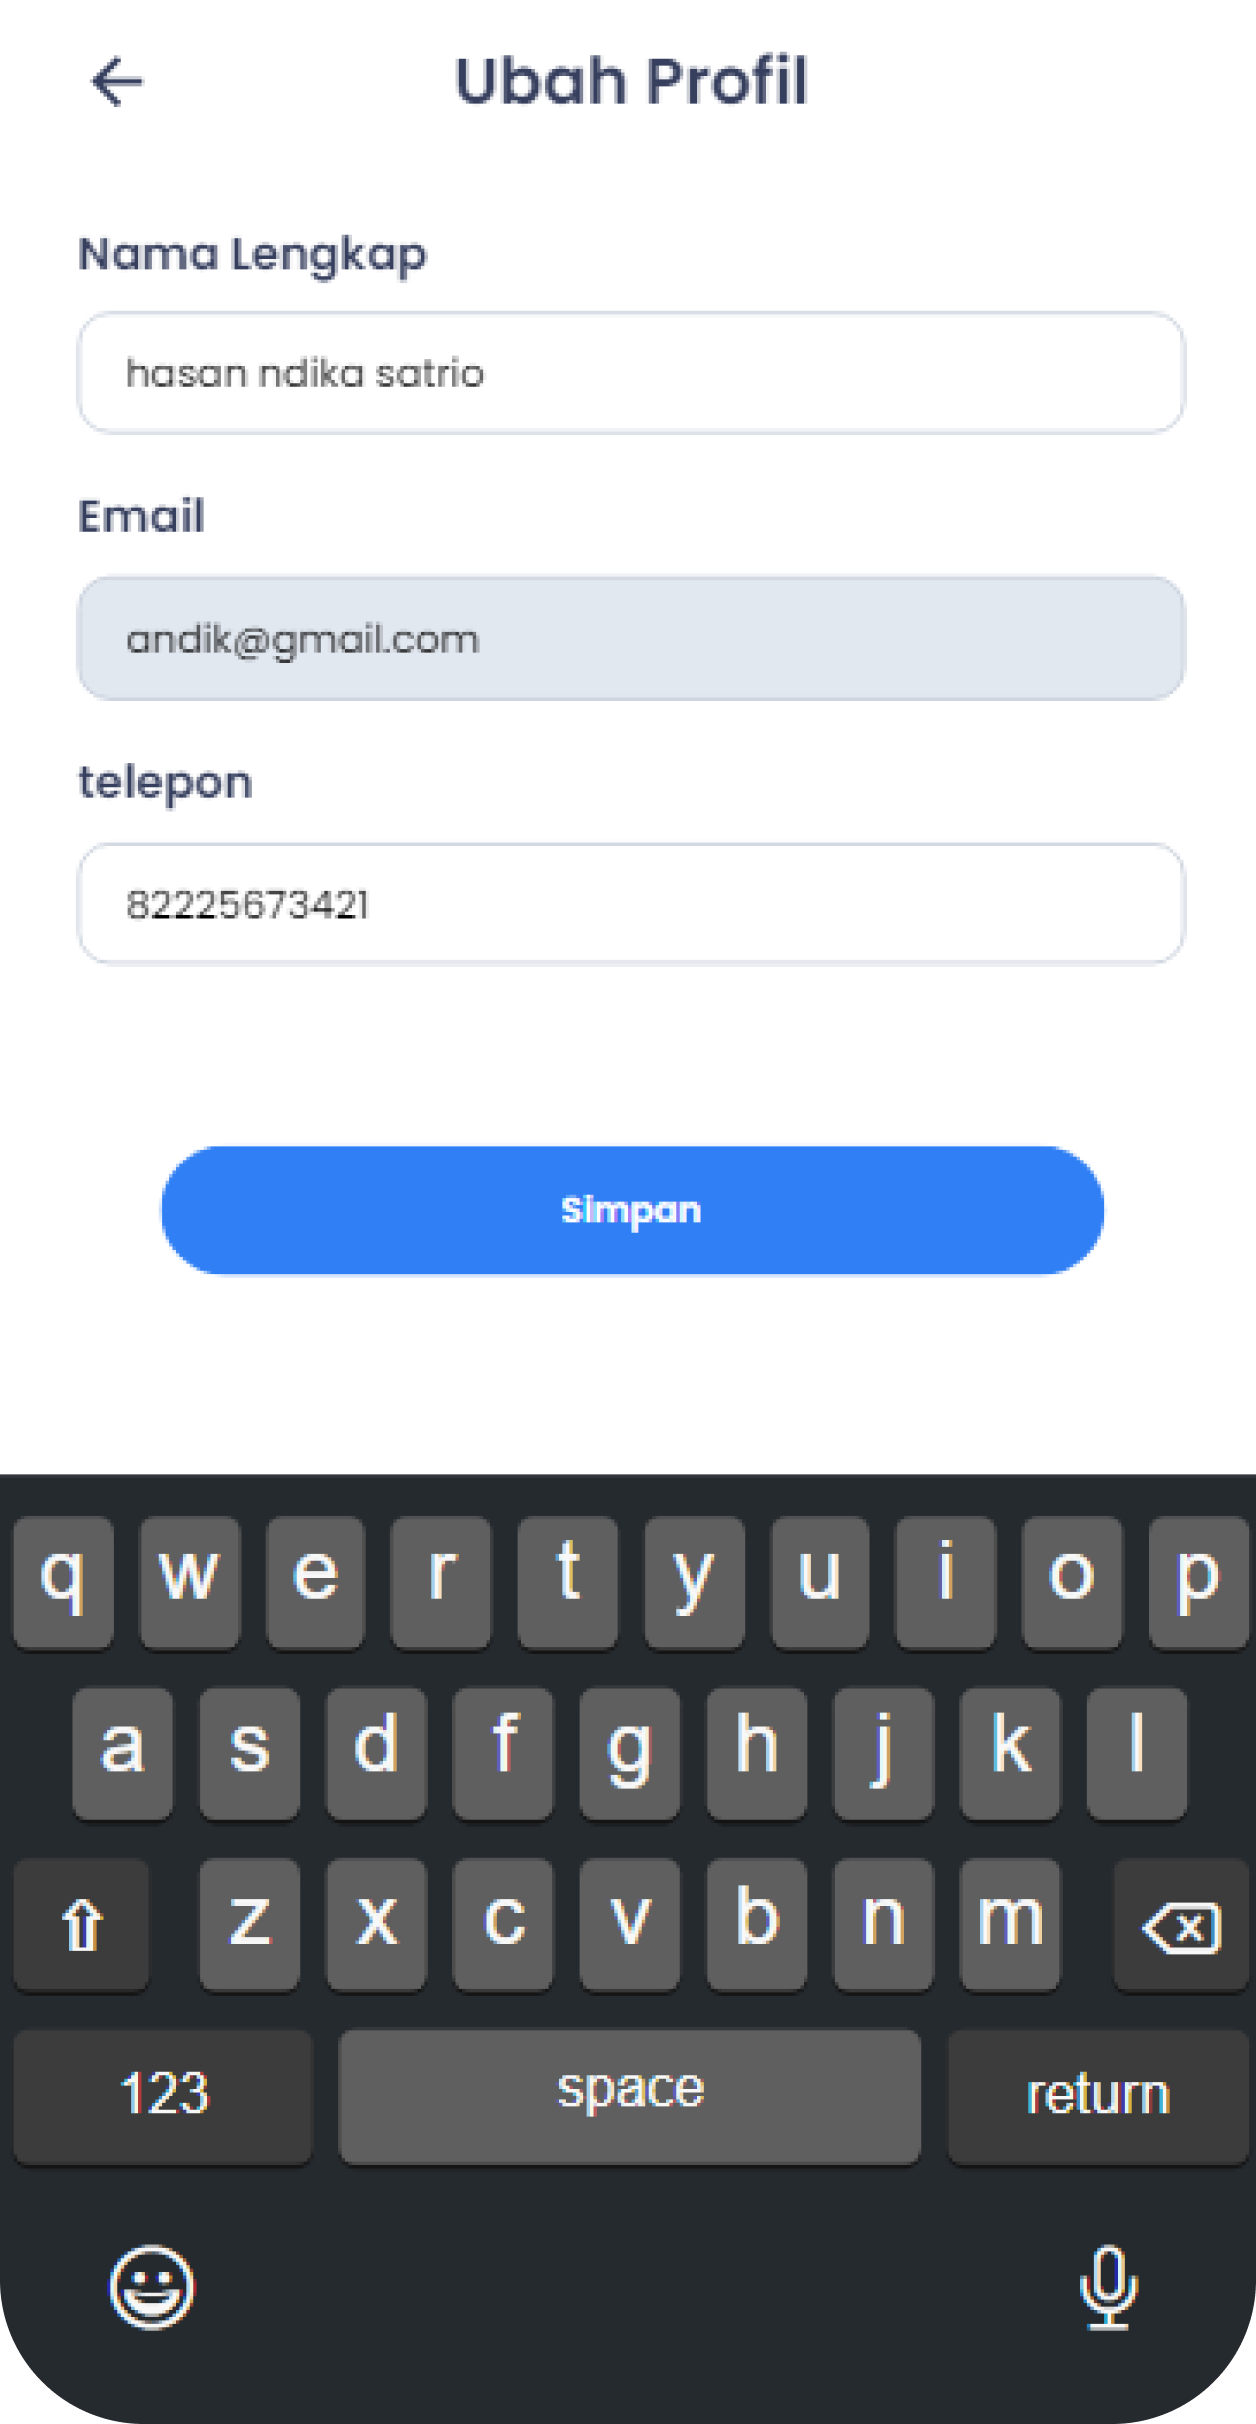 Ubah Profil
Nama Lengkap
hasan ndika satrio
Email
andik@gmail.com
telepon
82225673421
Simpan
q w e r t y u i o p
a s d f g h j k l
z x c v b n m
123 space return